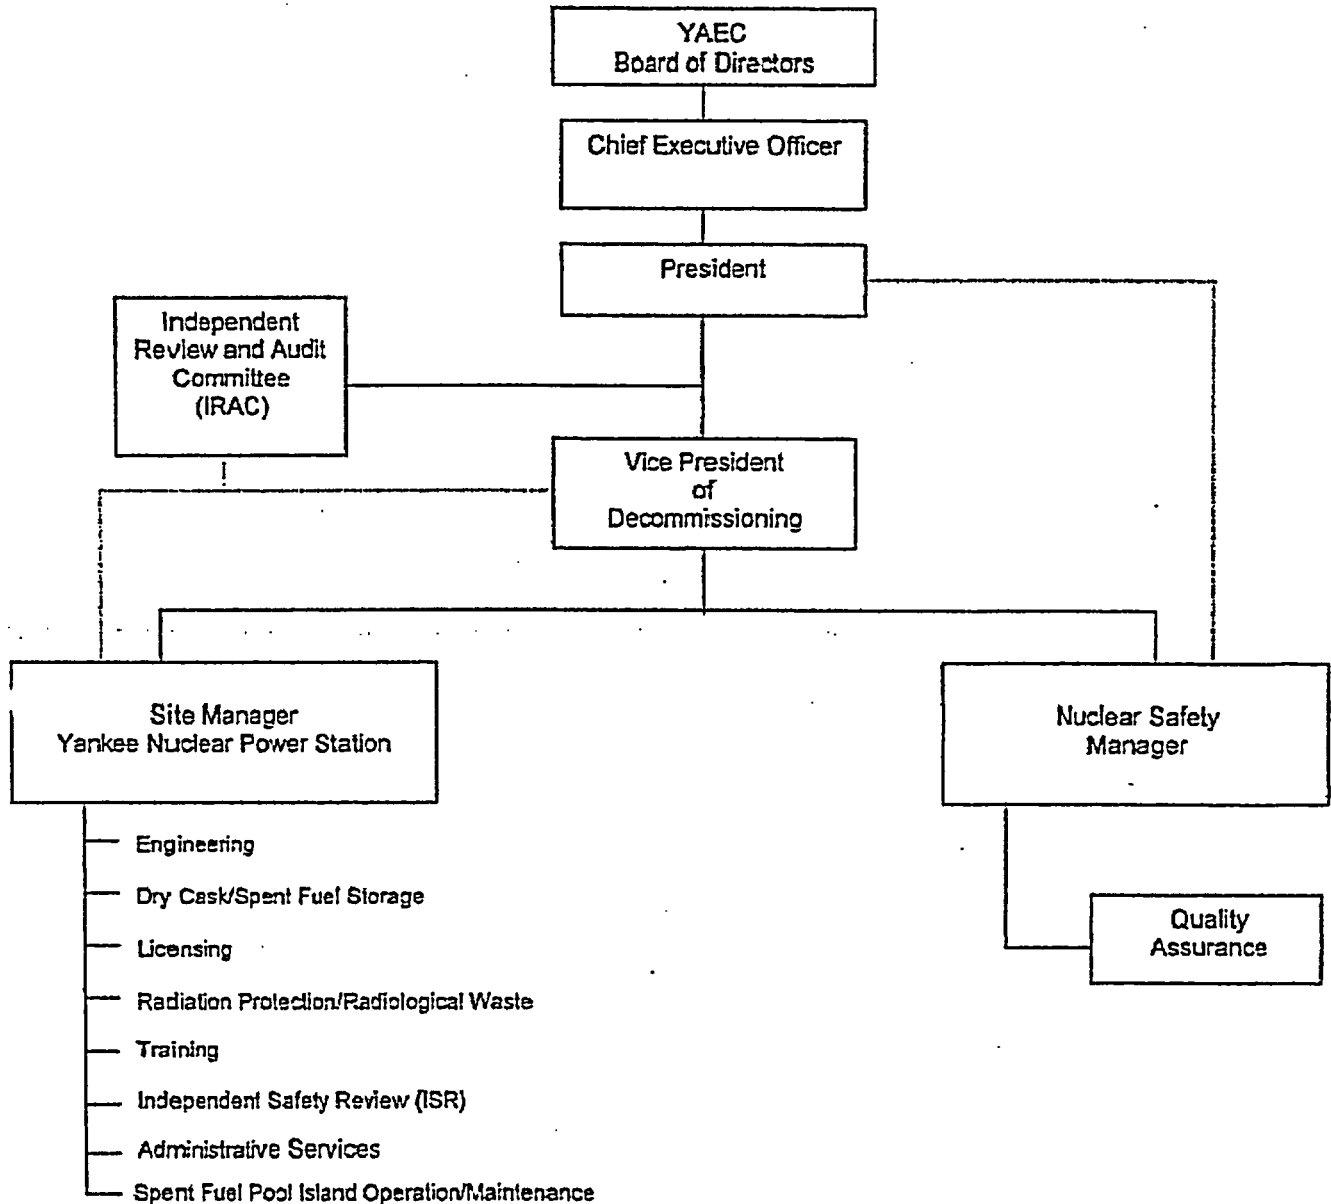 YAEC
Board of Directors
Chief Executive Officer
President
Independent
Review and Audit
Committee
(IRAC)
Vice President
of
Decommissioning
Site Manager
Yankee Nuclear Power Station
Nuclear Safety
Manager
Engineering
Dry Cask/Spent Fuel Storage
Licensing
Radiation Protection/Radiological Waste
Training
Independent Safety Review (ISR)
Administrative Services
Spent Fuel Pool Island Operation/Maintenance
Quality
Assurance